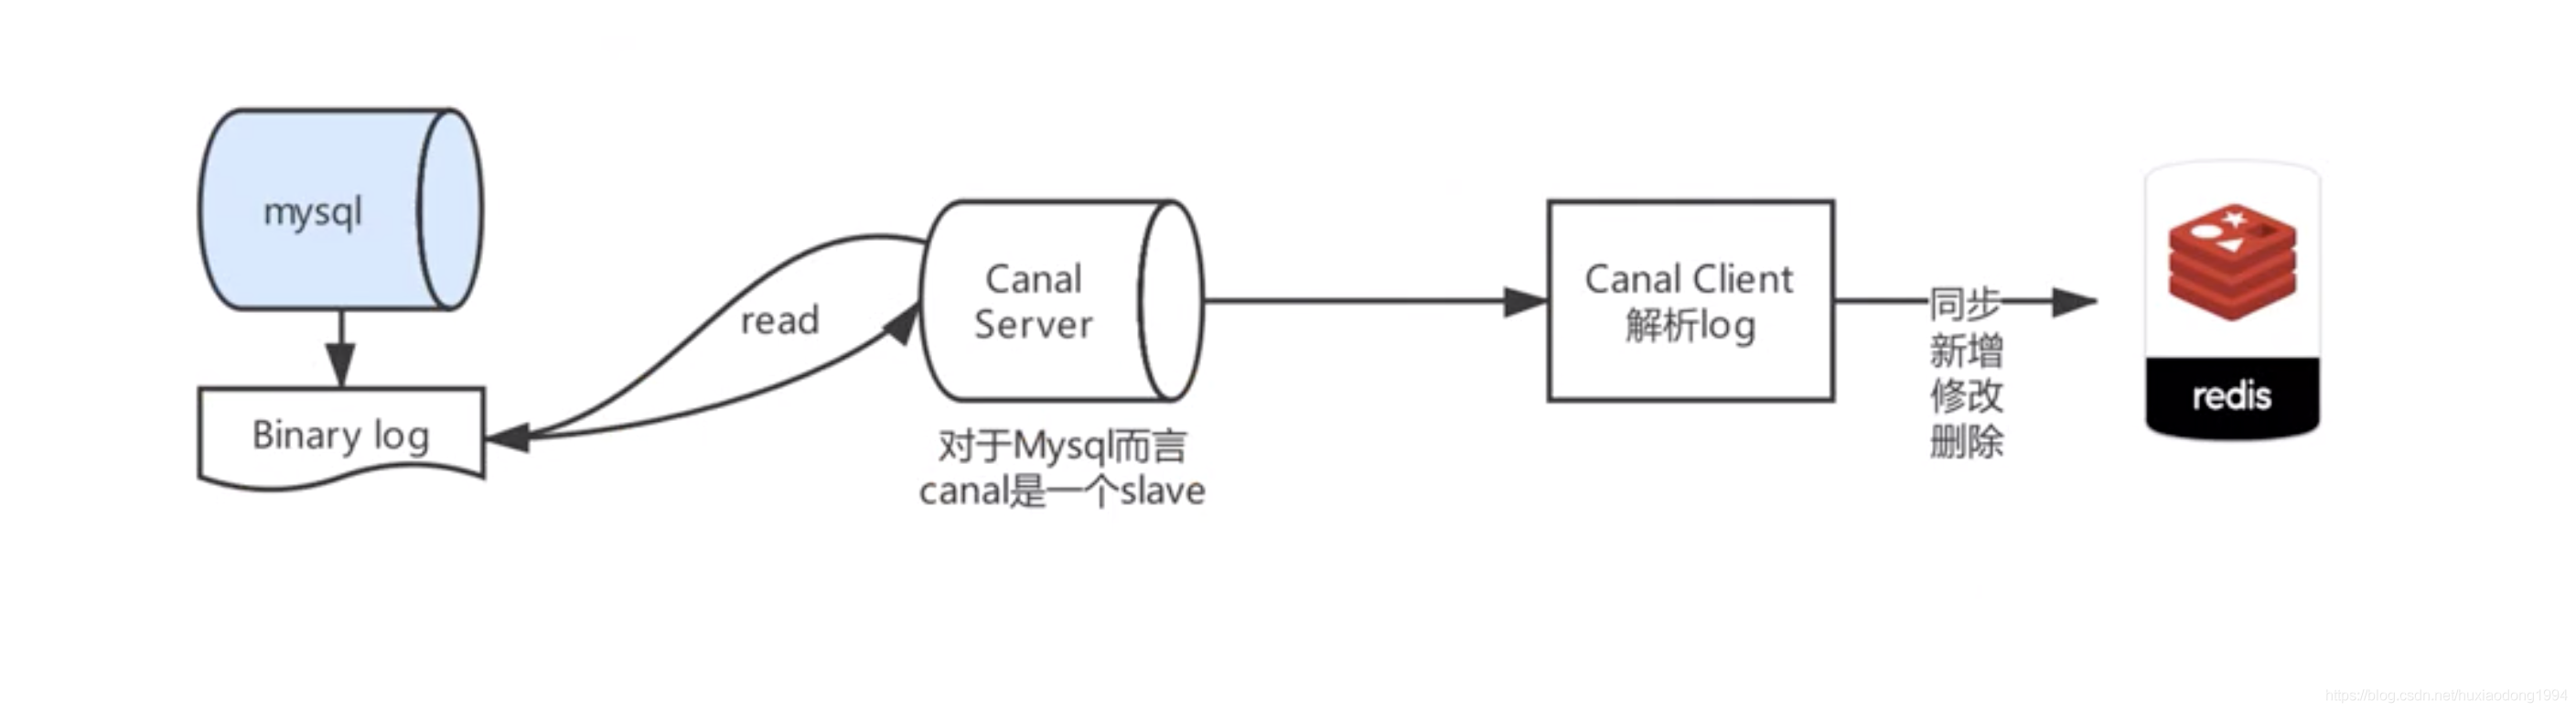 mysql
Binary log
read
Canal
Server
对于Mysql而言
canal是一个slave
Canal Client
解析log
同步
新增
修改
删除
redis
https://blog.csdn.net/huxiaodong1994